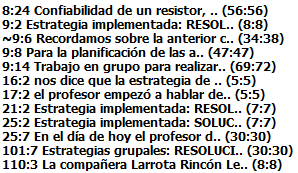 8:24 Confiabilidad de un resistor, .. (56:56)
9:2 Estrategia implementada: RESOL.. (8:8)
~9:6 Recordamos sobre la anterior c.. (34:38)
9:8 Para la planificación de las a.. (47:47)
9:14 Trabajo en grupo para realizar.. (69:72)
16:2 nos dice que la estrategia de .. (5:5)
17:2 el profesor empezó a hablar de.. (5:5)
21:2 Estrategia implementada: RESOL.. (7:7)
25:2 Estrategia implementada: SOLUC.. (7:7)
25:7 En el día de hoy el profesor d.. (30:30)
101:7 Estrategias grupales: RESOLUCI.. (30:30)
110:3 La compañera Larrota Rincón Le.. (8:8)